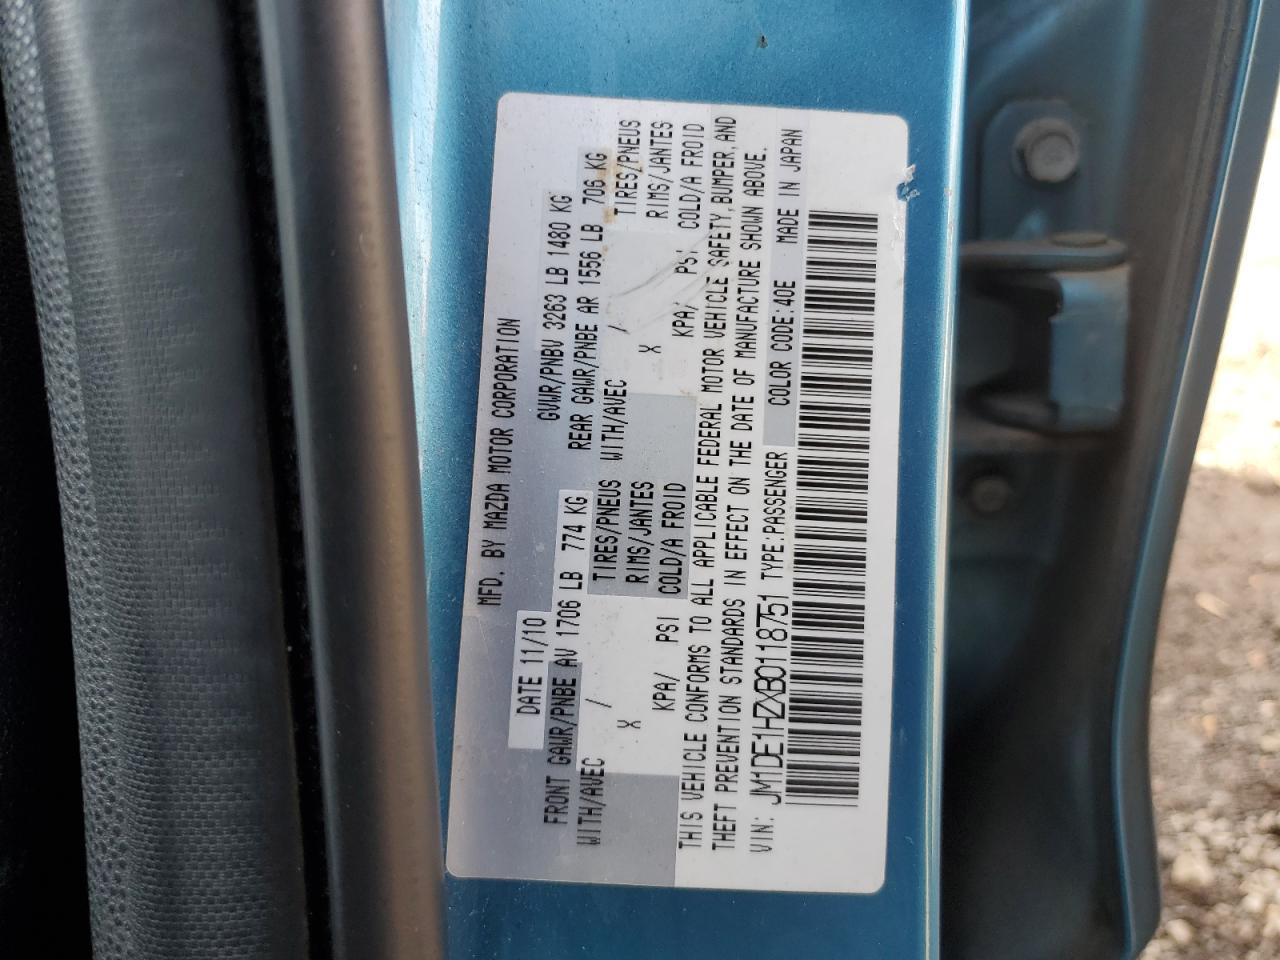 MFD. BY MAZDA MOTOR CORPORATION
DATE 11/10 GVWR/PNBV 3263 LB 1480 KG
FRONT GAWR/PNBE AV 1706 LB 774 KG REAR GAWR/PNBE AR 1556 LB 706 KG
WITH/AVEC / TIRES/PNEUS WITH/AVEC / TIRES/PNEUS
X RIMS/JANTES X RIMS/JANTES
KPA/ PSI COLD/A FROID KPA/ PSI COLD/A FROID
THIS VEHICLE CONFORMS TO ALL APPLICABLE FEDERAL MOTOR VEHICLE SAFETY, BUMPER, AND
THEFT PREVENTION STANDARDS IN EFFECT ON THE DATE OF MANUFACTURE SHOWN ABOVE.
VIN: JM1DE1HZXB0118751 TYPE:PASSENGER COLOR CODE:40E MADE IN JAPAN